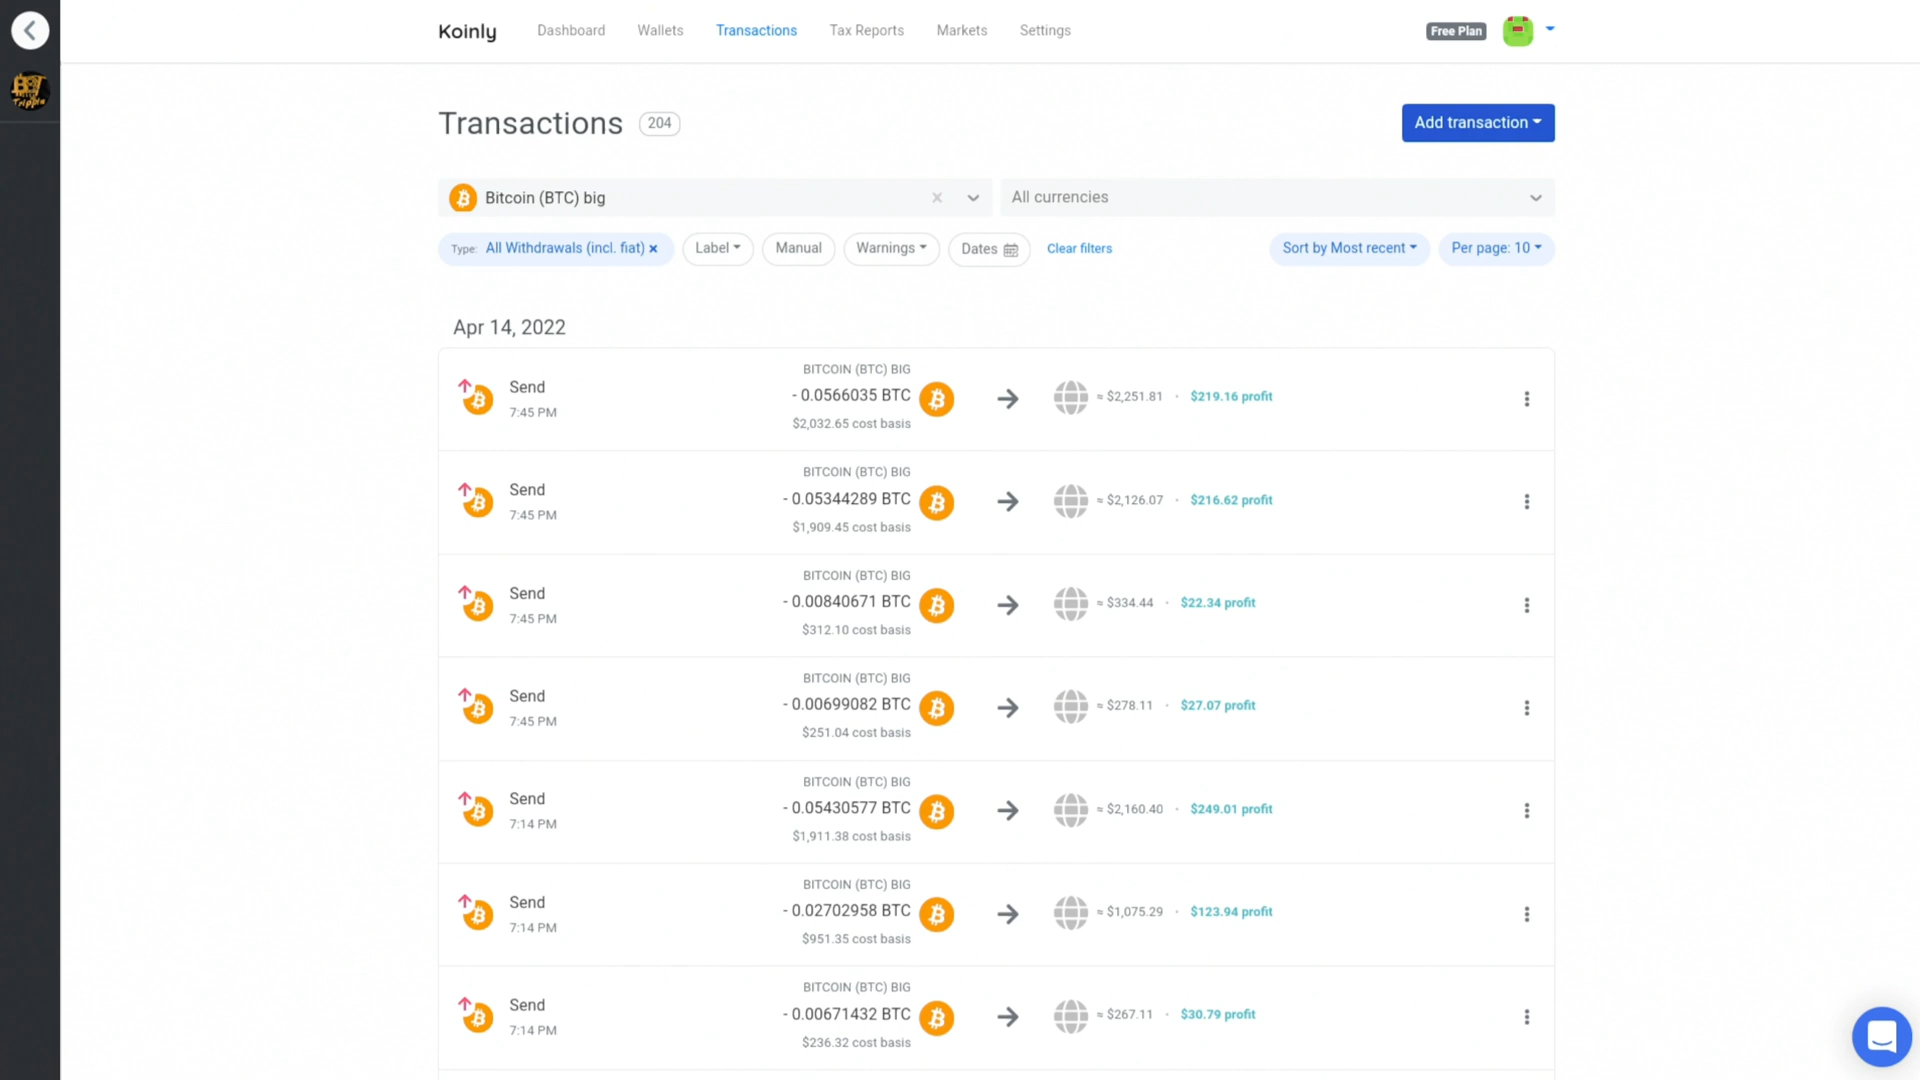 Koinly
Dashboard
Wallets
Transactions
Tax Reports
Markets
Settings
Free Plan
Transactions 204
Add transaction
Bitcoin (BTC) big
All currencies
Type: All Withdrawals (incl. fiat) ×
Label
Manual
Warnings
Dates
Clear filters
Sort by Most recent
Per page: 10
Apr 14, 2022
Send
7:45 PM
BITCOIN (BTC) BIG
- 0.0566035 BTC
$2,032.65 cost basis
≈ $2,251.81 · $219.16 profit
Send
7:45 PM
BITCOIN (BTC) BIG
- 0.05344289 BTC
$1,909.45 cost basis
≈ $2,126.07 · $216.62 profit
Send
7:45 PM
BITCOIN (BTC) BIG
- 0.00840671 BTC
$312.10 cost basis
≈ $334.44 · $22.34 profit
Send
7:45 PM
BITCOIN (BTC) BIG
- 0.00699082 BTC
$251.04 cost basis
≈ $278.11 · $27.07 profit
Send
7:14 PM
BITCOIN (BTC) BIG
- 0.05430577 BTC
$1,911.38 cost basis
≈ $2,160.40 · $249.01 profit
Send
7:14 PM
BITCOIN (BTC) BIG
- 0.02702958 BTC
$951.35 cost basis
≈ $1,075.29 · $123.94 profit
Send
7:14 PM
BITCOIN (BTC) BIG
- 0.00671432 BTC
$236.32 cost basis
≈ $267.11 · $30.79 profit